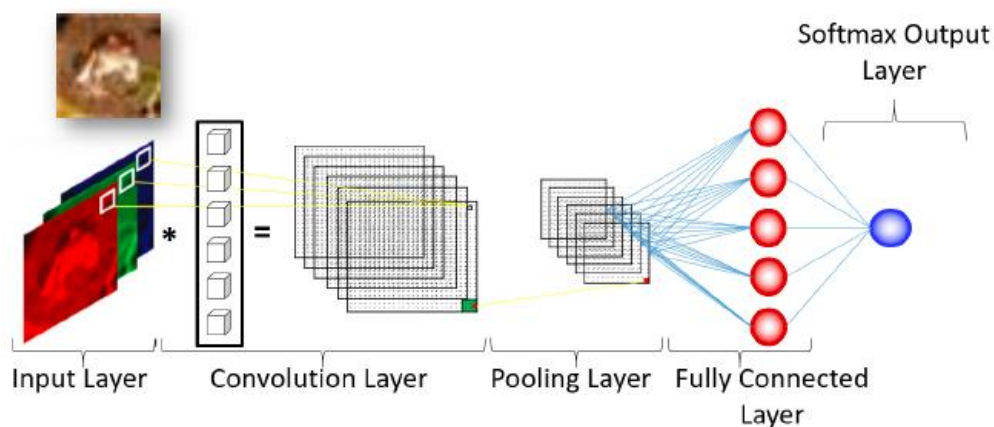 Softmax Output
Layer
*
=
Input Layer
Convolution Layer
Pooling Layer
Fully Connected
Layer